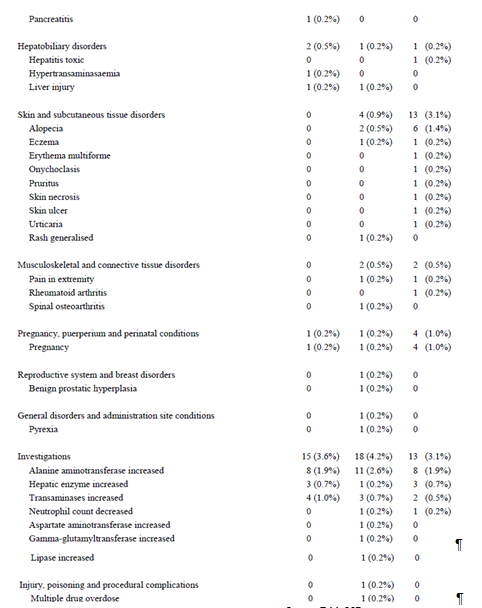 Pancreatitis 1 (0.2%) 0 0
Hepatobiliary disorders 2 (0.5%) 1 (0.2%) 1 (0.2%)
Hepatitis toxic 0 0 1 (0.2%)
Hypertransaminasaemia 1 (0.2%) 0 0
Liver injury 1 (0.2%) 1 (0.2%) 0
Skin and subcutaneous tissue disorders 0 4 (0.9%) 13 (3.1%)
Alopecia 0 2 (0.5%) 6 (1.4%)
Eczema 0 1 (0.2%) 1 (0.2%)
Erythema multiforme 0 0 1 (0.2%)
Onychoclasis 0 0 1 (0.2%)
Pruritus 0 0 1 (0.2%)
Skin necrosis 0 0 1 (0.2%)
Skin ulcer 0 0 1 (0.2%)
Urticaria 0 0 1 (0.2%)
Rash generalised 0 1 (0.2%) 0
Musculoskeletal and connective tissue disorders 0 2 (0.5%) 2 (0.5%)
Pain in extremity 0 1 (0.2%) 1 (0.2%)
Rheumatoid arthritis 0 0 1 (0.2%)
Spinal osteoarthritis 0 1 (0.2%) 0
Pregnancy, puerperium and perinatal conditions 1 (0.2%) 1 (0.2%) 4 (1.0%)
Pregnancy 1 (0.2%) 1 (0.2%) 4 (1.0%)
Reproductive system and breast disorders 0 1 (0.2%) 0
Benign prostatic hyperplasia 0 1 (0.2%) 0
General disorders and administration site conditions 0 1 (0.2%) 0
Pyrexia 0 1 (0.2%) 0
Investigations 15 (3.6%) 18 (4.2%) 13 (3.1%)
Alanine aminotransferase increased 8 (1.9%) 11 (2.6%) 8 (1.9%)
Hepatic enzyme increased 3 (0.7%) 1 (0.2%) 3 (0.7%)
Transaminases increased 4 (1.0%) 3 (0.7%) 2 (0.5%)
Neutrophil count decreased 0 1 (0.2%) 1 (0.2%)
Aspartate aminotransferase increased 0 1 (0.2%) 0
Gamma-glutamyltransferase increased 0 1 (0.2%) 0 ¶
Lipase increased 0 1 (0.2%) 0
Injury, poisoning and procedural complications 0 1 (0.2%) 0
Multiple drug overdose 0 1 (0.2%) 0 ¶